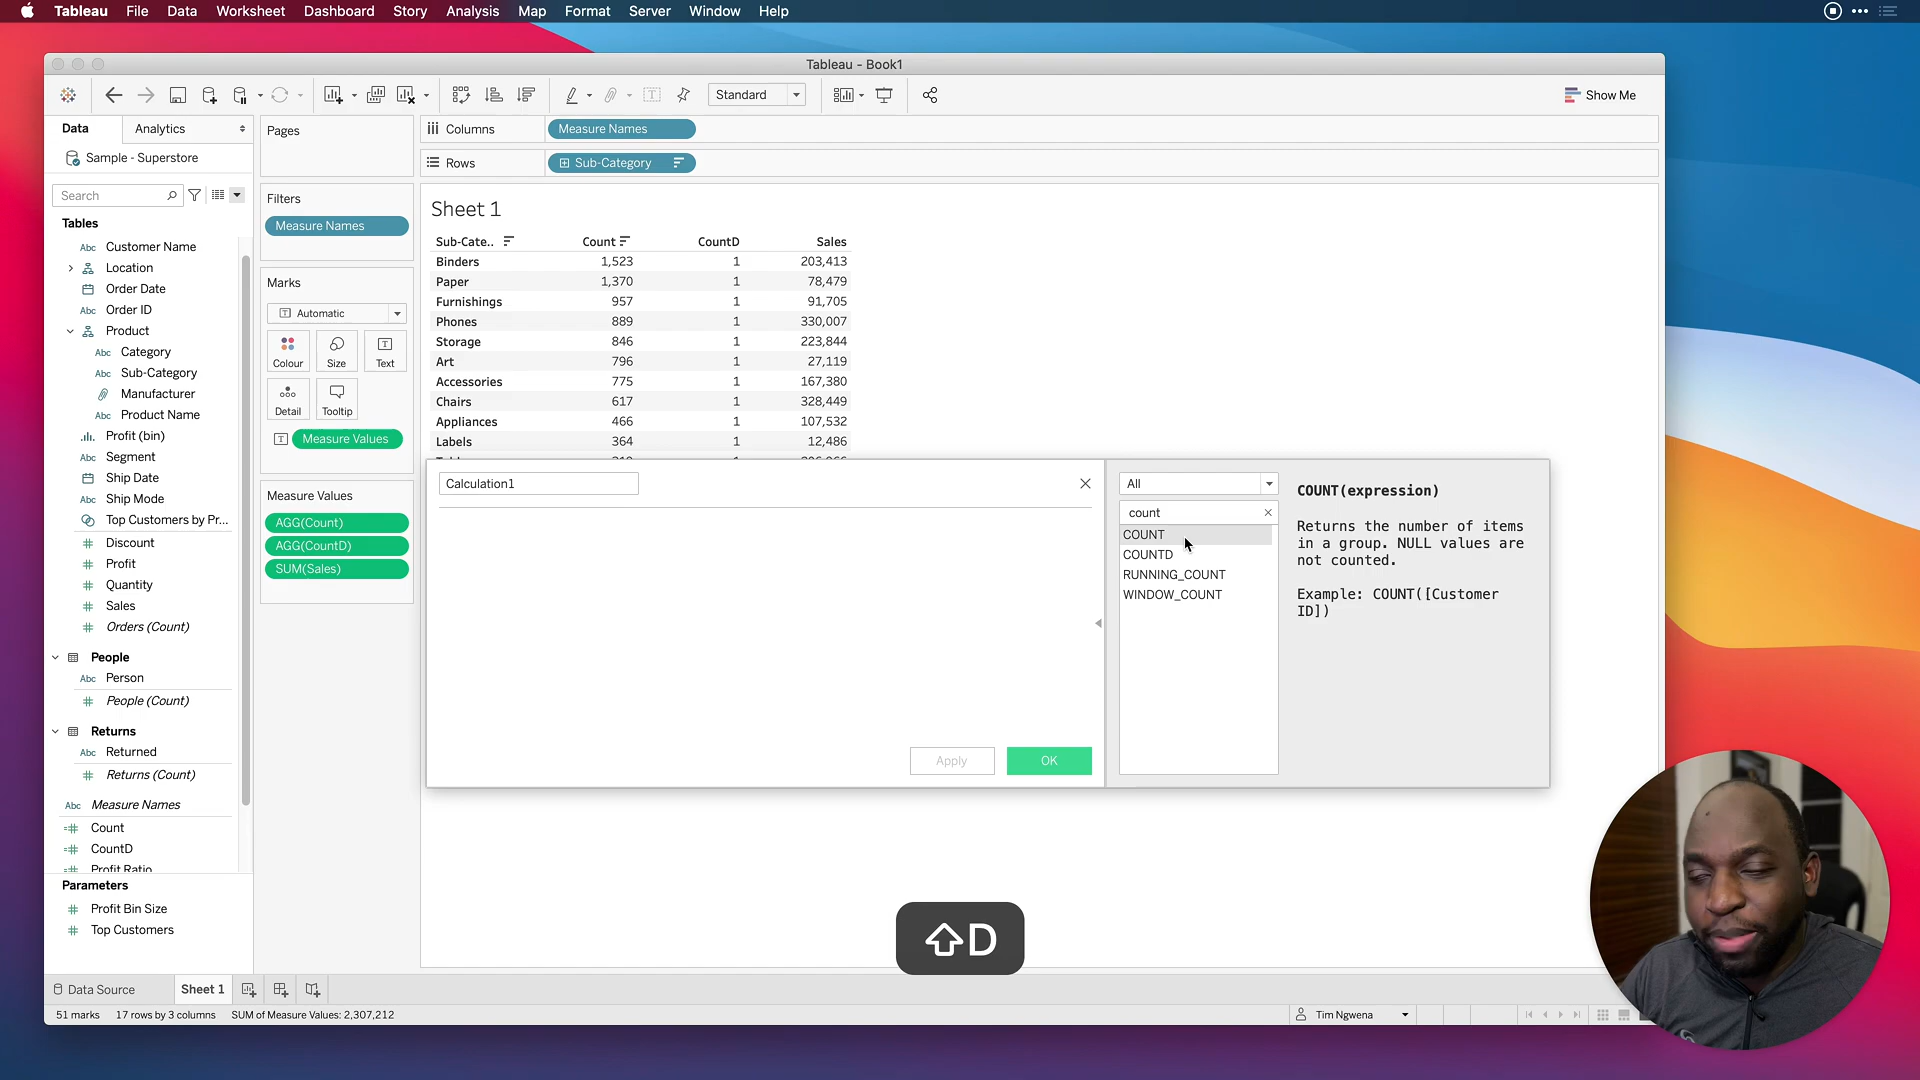 Tableau File Data Worksheet Dashboard Story Analysis Map Format Server Window Help
Tableau - Book1
Standard
Show Me
Data
Analytics
Sample - Superstore
Search
Tables
Customer Name
Location
Order Date
Order ID
Product
Category
Sub-Category
Manufacturer
Product Name
Profit (bin)
Segment
Ship Date
Ship Mode
Top Customers by Pr...
Discount
Profit
Quantity
Sales
Orders (Count)
People
Person
People (Count)
Returns
Returned
Returns (Count)
Measure Names
Count
CountD
Profit Ratio
Parameters
Profit Bin Size
Top Customers
Pages
Filters
Measure Names
Marks
Automatic
Colour Size Text
Detail Tooltip
Measure Values
Measure Values
AGG(Count)
AGG(CountD)
SUM(Sales)
Columns Measure Names
Rows Sub-Category
Sheet 1
Sub-Cate.. Count CountD Sales
Binders 1,523 1 203,413
Paper 1,370 1 78,479
Furnishings 957 1 91,705
Phones 889 1 330,007
Storage 846 1 223,844
Art 796 1 27,119
Accessories 775 1 167,380
Chairs 617 1 328,449
Appliances 466 1 107,532
Labels 364 1 12,486
Calculation1
Apply
OK
All
count
COUNT
COUNTD
RUNNING_COUNT
WINDOW_COUNT
COUNT(expression)
Returns the number of items
in a group. NULL values are
not counted.
Example: COUNT([Customer
ID])
⇧D
Data Source
Sheet 1
51 marks 17 rows by 3 columns SUM of Measure Values: 2,307,212
Tim Ngwena